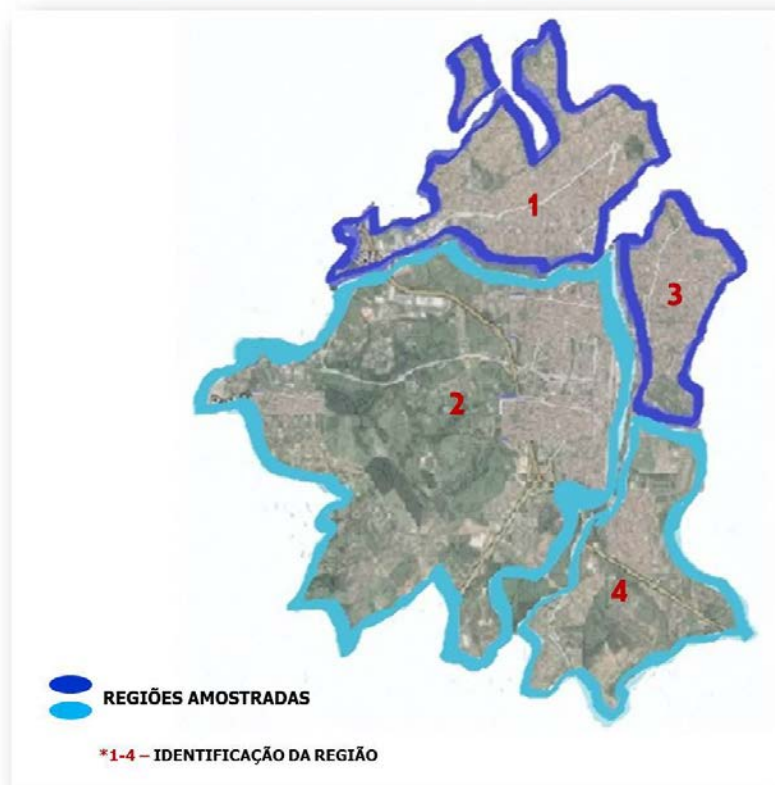 1
3
2
4
REGIÕES AMOSTRADAS
*1-4 – IDENTIFICAÇÃO DA REGIÃO